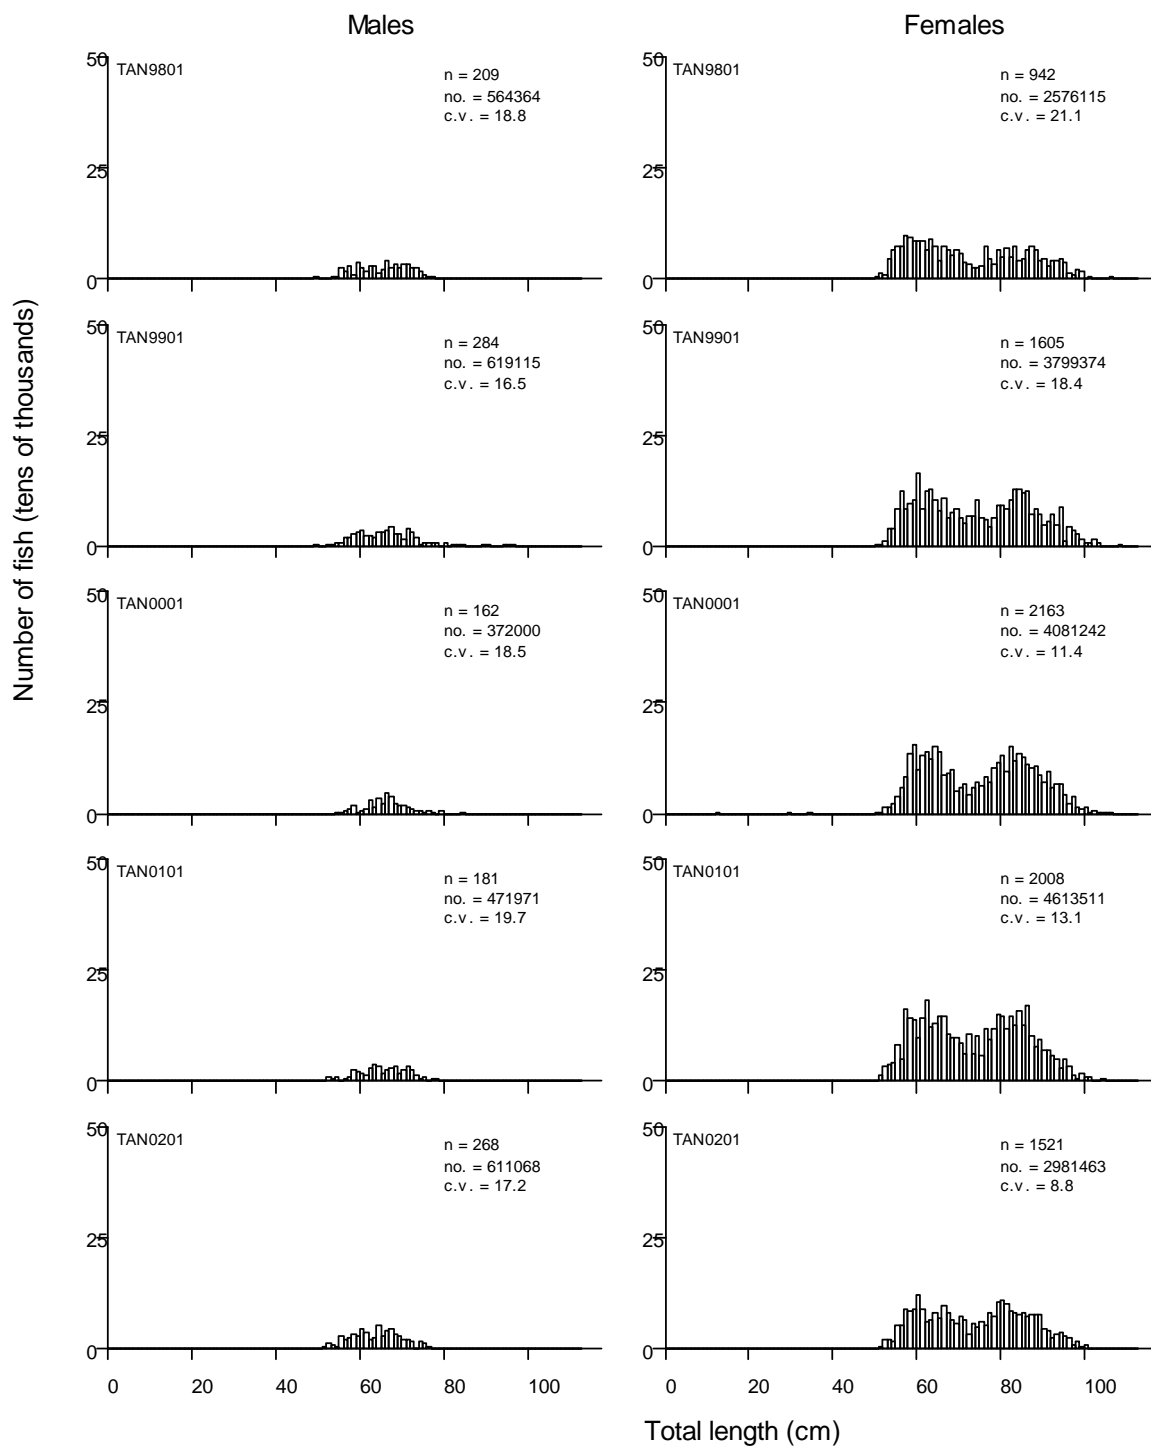 Males Females
Number of fish (tens of thousands)
50 TAN9801 n = 209 50 TAN9801 n = 942
no. = 564364 no. = 2576115
c.v. = 18.8 c.v. = 21.1
25 25
0 0
50 TAN9901 n = 284 50 TAN9901 n = 1605
no. = 619115 no. = 3799374
c.v. = 16.5 c.v. = 18.4
25 25
0 0
50 TAN0001 n = 162 50 TAN0001 n = 2163
no. = 372000 no. = 4081242
c.v. = 18.5 c.v. = 11.4
25 25
0 0
50 TAN0101 n = 181 50 TAN0101 n = 2008
no. = 471971 no. = 4613511
c.v. = 19.7 c.v. = 13.1
25 25
0 0
50 TAN0201 n = 268 50 TAN0201 n = 1521
no. = 611068 no. = 2981463
c.v. = 17.2 c.v. = 8.8
25 25
0 0
0 20 40 60 80 100 0 20 40 60 80 100
Total length (cm)